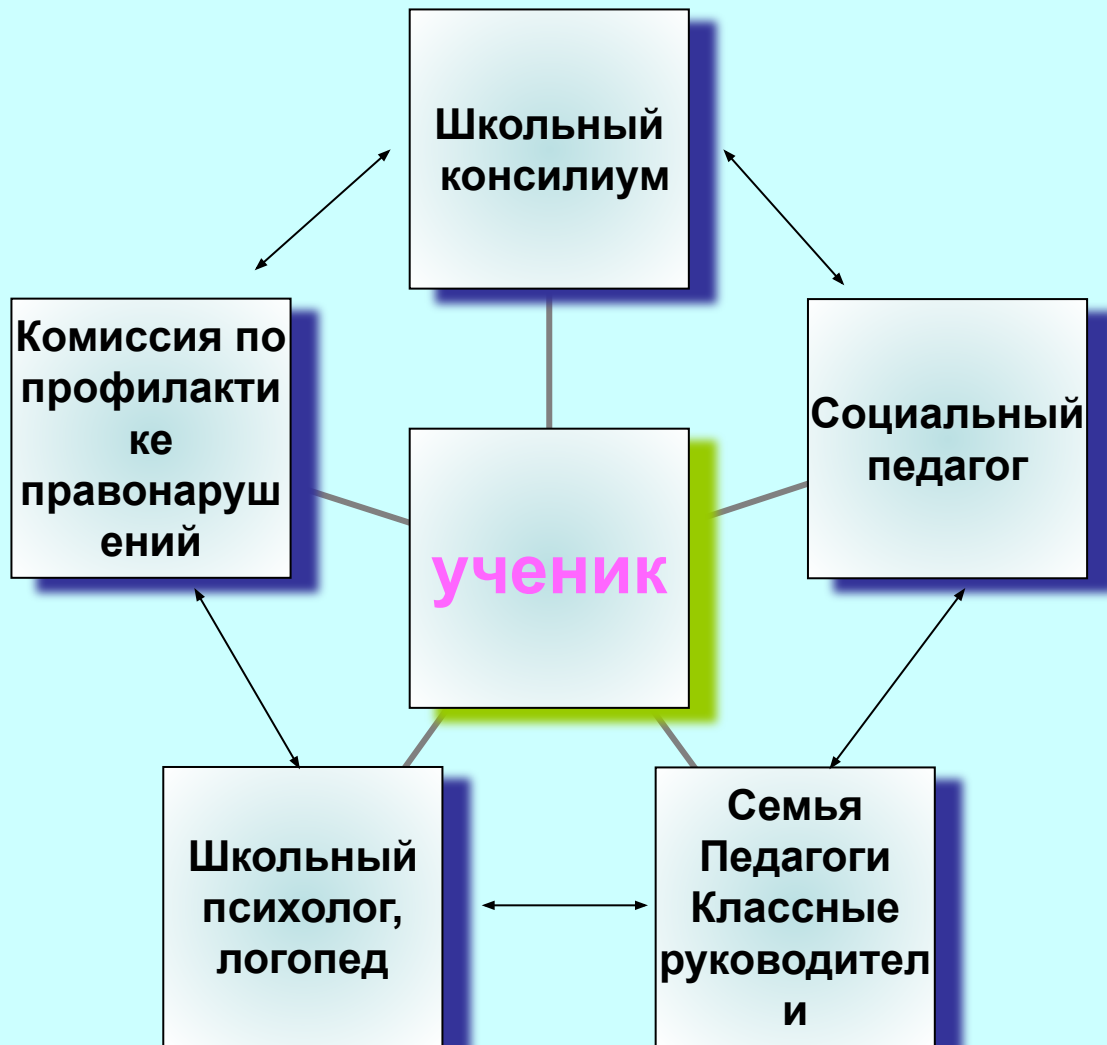 Школьный
консилиум
Комиссия по
профилакти
ке
правонаруш
ений
Социальный
педагог
ученик
Школьный
психолог,
логопед
Семья
Педагоги
Классные
руководител
и